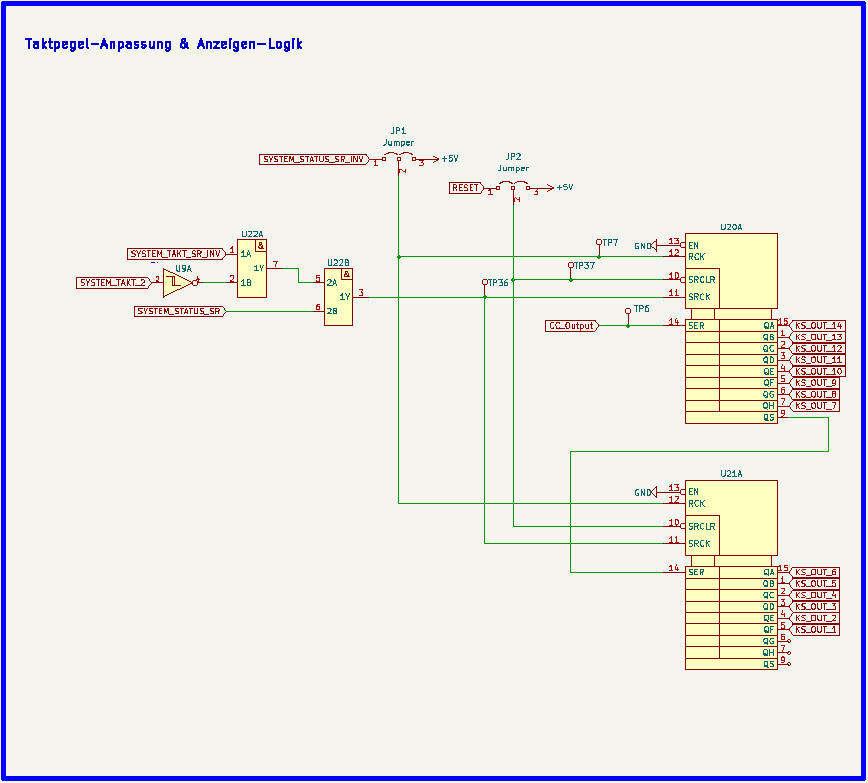 Taktpegel-Anpassung & Anzeigen-Logik
JP1
Jumper
SYSTEM_STATUS_SR_INV
1
2
3
+5V
JP2
Jumper
RESET
1
2
3
+5V
U22A
&
SYSTEM_TAKT_SR_INV
1
1A
1Y
7
SYSTEM_TAKT_2
2
U9A
2
1B
U22B
&
5
2A
1Y
3
SYSTEM_STATUS_SR
6
2B
TP7
TP37
TP36
TP6
CC_Output
U20A
GND
13
EN
12
RCK
10
SRCLR
11
SRCK
14
SER
QA
15
KS_OUT_14
QB
1
KS_OUT_13
QC
2
KS_OUT_12
QD
3
KS_OUT_11
QE
4
KS_OUT_10
QF
5
KS_OUT_9
QG
6
KS_OUT_8
QH
7
KS_OUT_7
QS
9
U21A
GND
13
EN
12
RCK
10
SRCLR
11
SRCK
14
SER
QA
15
KS_OUT_6
QB
1
KS_OUT_5
QC
2
KS_OUT_4
QD
3
KS_OUT_3
QE
4
KS_OUT_2
QF
5
KS_OUT_1
QG
6
QH
7
QS
9